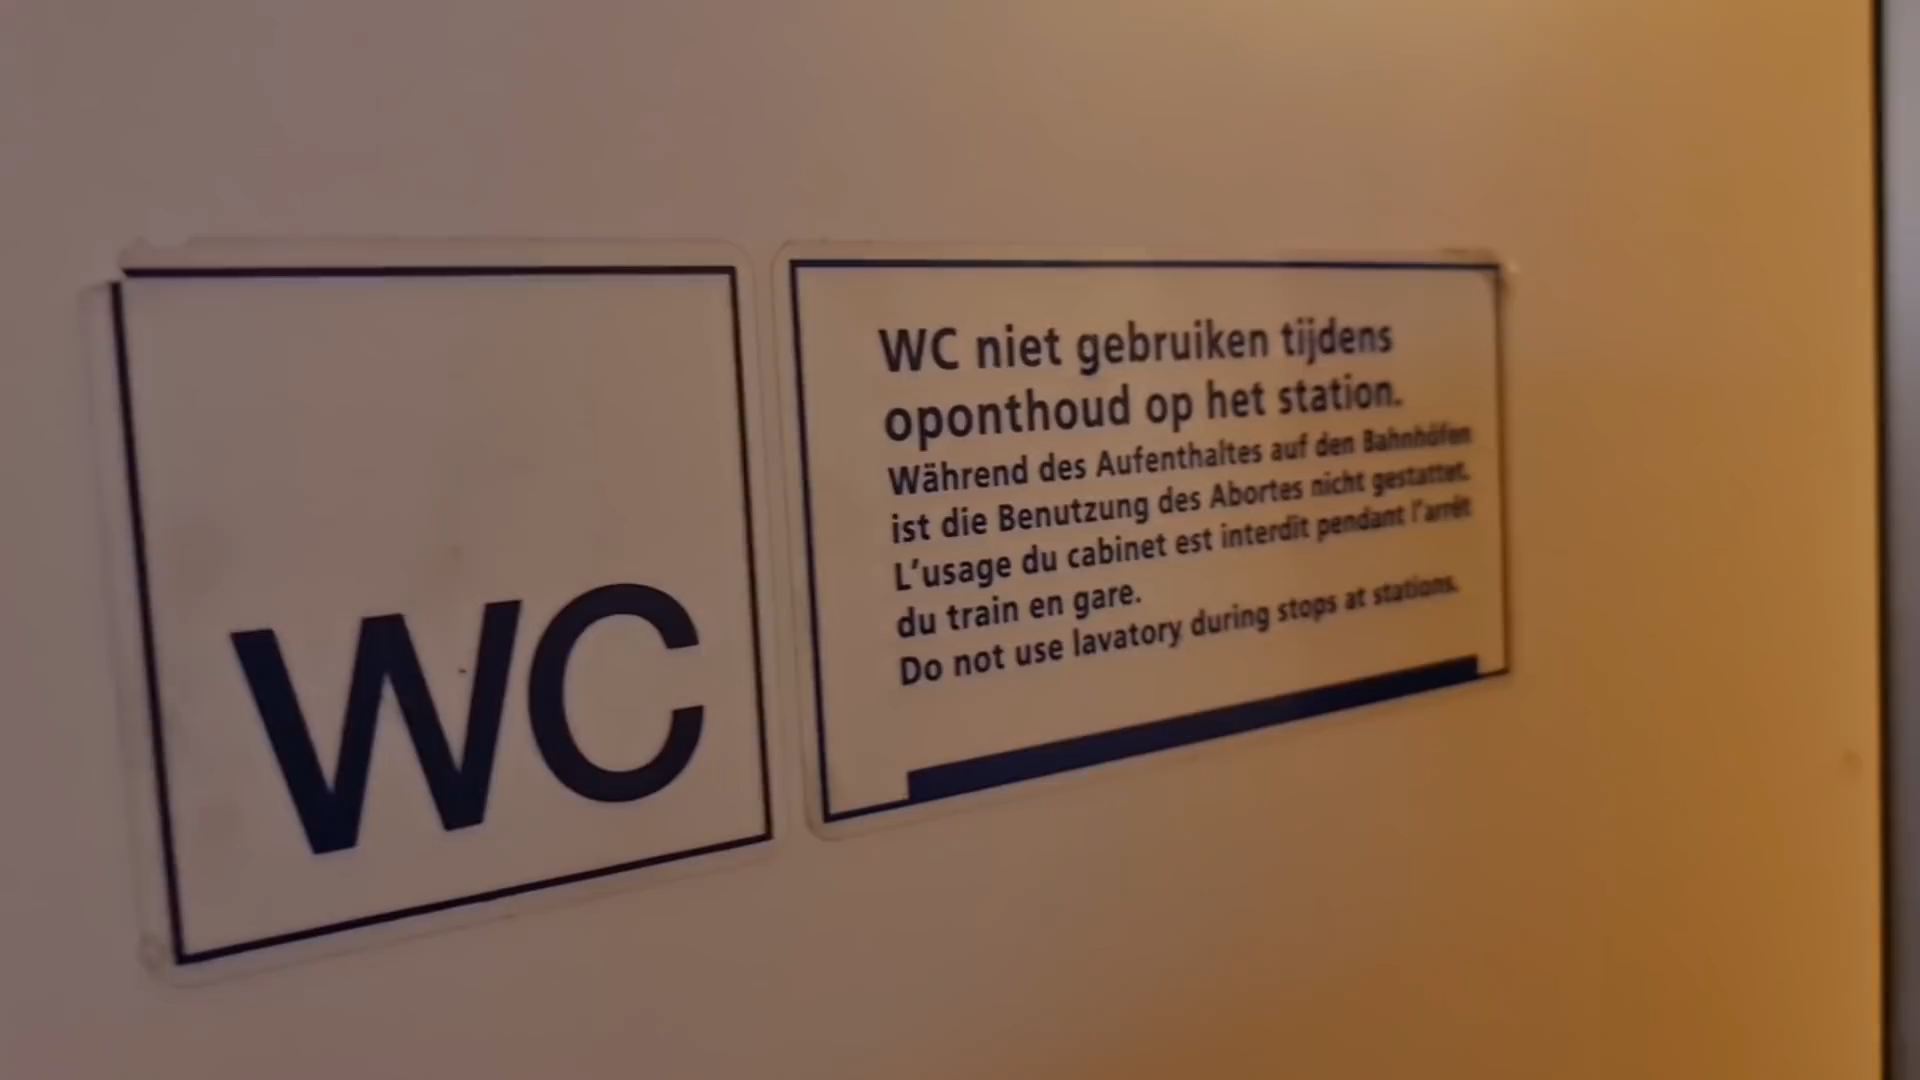 WC
WC niet gebruiken tijdens
oponthoud op het station.
Während des Aufenthaltes auf den Bahnhöfen
ist die Benutzung des Abortes nicht gestattet.
L'usage du cabinet est interdit pendant l'arrêt
du train en gare.
Do not use lavatory during stops at stations.